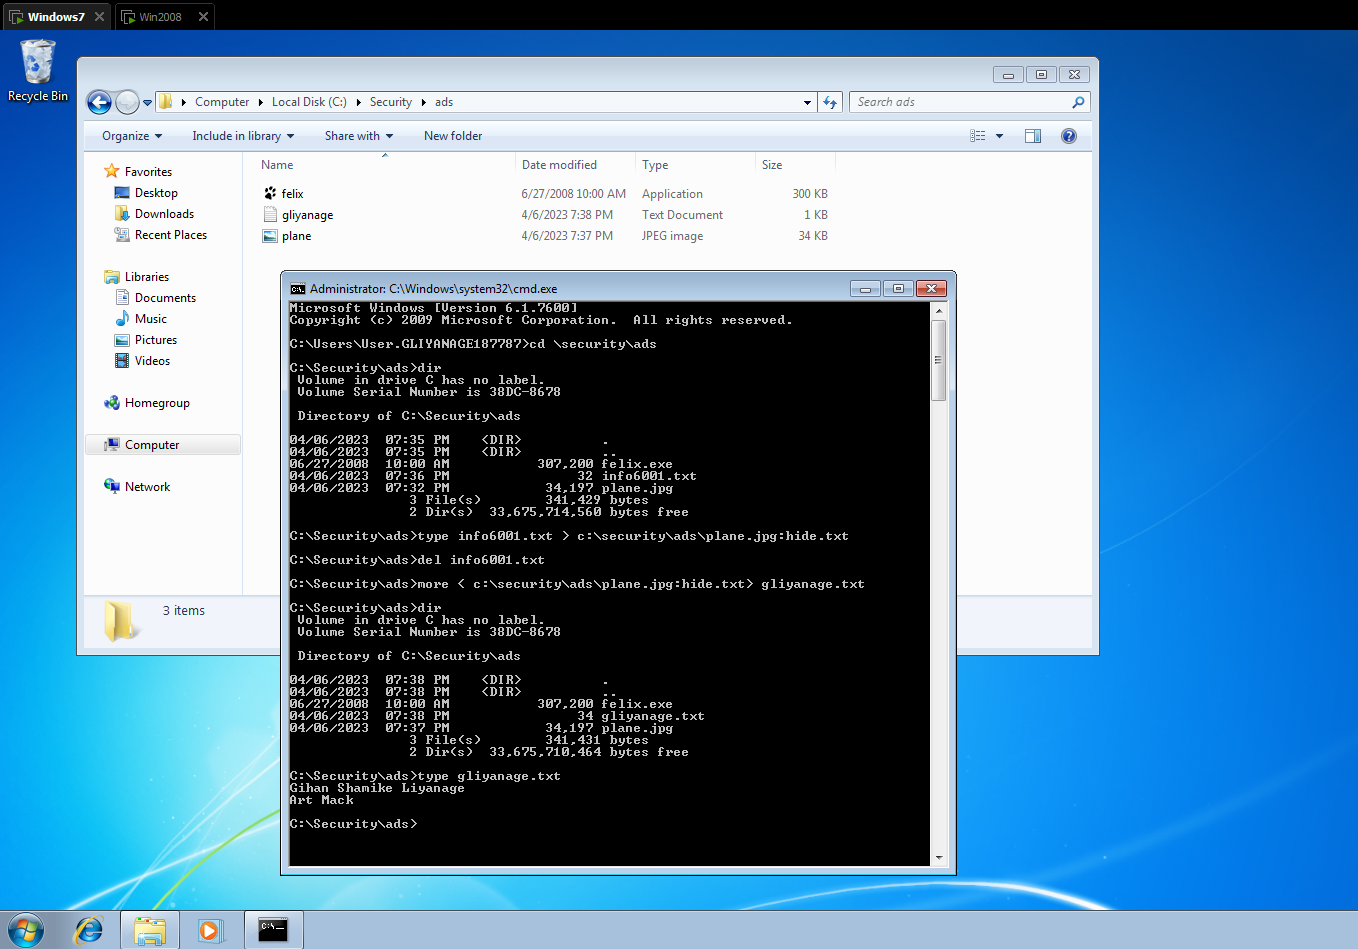 Windows7
Win2008
Recycle Bin
Computer Local Disk (C:) Security ads
Search ads
Organize Include in library Share with New folder
Name Date modified Type Size
Favorites
Desktop
Downloads
Recent Places
Libraries
Documents
Music
Pictures
Videos
Homegroup
Computer
Network
felix 6/27/2008 10:00 AM Application 300 KB
gliyanage 4/6/2023 7:38 PM Text Document 1 KB
plane 4/6/2023 7:37 PM JPEG image 34 KB
3 items
Administrator: C:\Windows\system32\cmd.exe
Microsoft Windows [Version 6.1.7600]
Copyright (c) 2009 Microsoft Corporation.  All rights reserved.
C:\Users\User.GLIYANAGE187787>cd \security\ads
C:\Security\ads>dir
Volume in drive C has no label.
Volume Serial Number is 38DC-8678
Directory of C:\Security\ads
04/06/2023  07:35 PM    <DIR>          .
04/06/2023  07:35 PM    <DIR>          ..
06/27/2008  10:00 AM           307,200 felix.exe
04/06/2023  07:36 PM                32 info6001.txt
04/06/2023  07:32 PM            34,197 plane.jpg
3 File(s)        341,429 bytes
2 Dir(s)  33,675,714,560 bytes free
C:\Security\ads>type info6001.txt > c:\security\ads\plane.jpg:hide.txt
C:\Security\ads>del info6001.txt
C:\Security\ads>more < c:\security\ads\plane.jpg:hide.txt> gliyanage.txt
C:\Security\ads>dir
Volume in drive C has no label.
Volume Serial Number is 38DC-8678
Directory of C:\Security\ads
04/06/2023  07:38 PM    <DIR>          .
04/06/2023  07:38 PM    <DIR>          ..
06/27/2008  10:00 AM           307,200 felix.exe
04/06/2023  07:38 PM                34 gliyanage.txt
04/06/2023  07:37 PM            34,197 plane.jpg
3 File(s)        341,431 bytes
2 Dir(s)  33,675,710,464 bytes free
C:\Security\ads>type gliyanage.txt
Gihan Shamike Liyanage
Art Mack
C:\Security\ads>